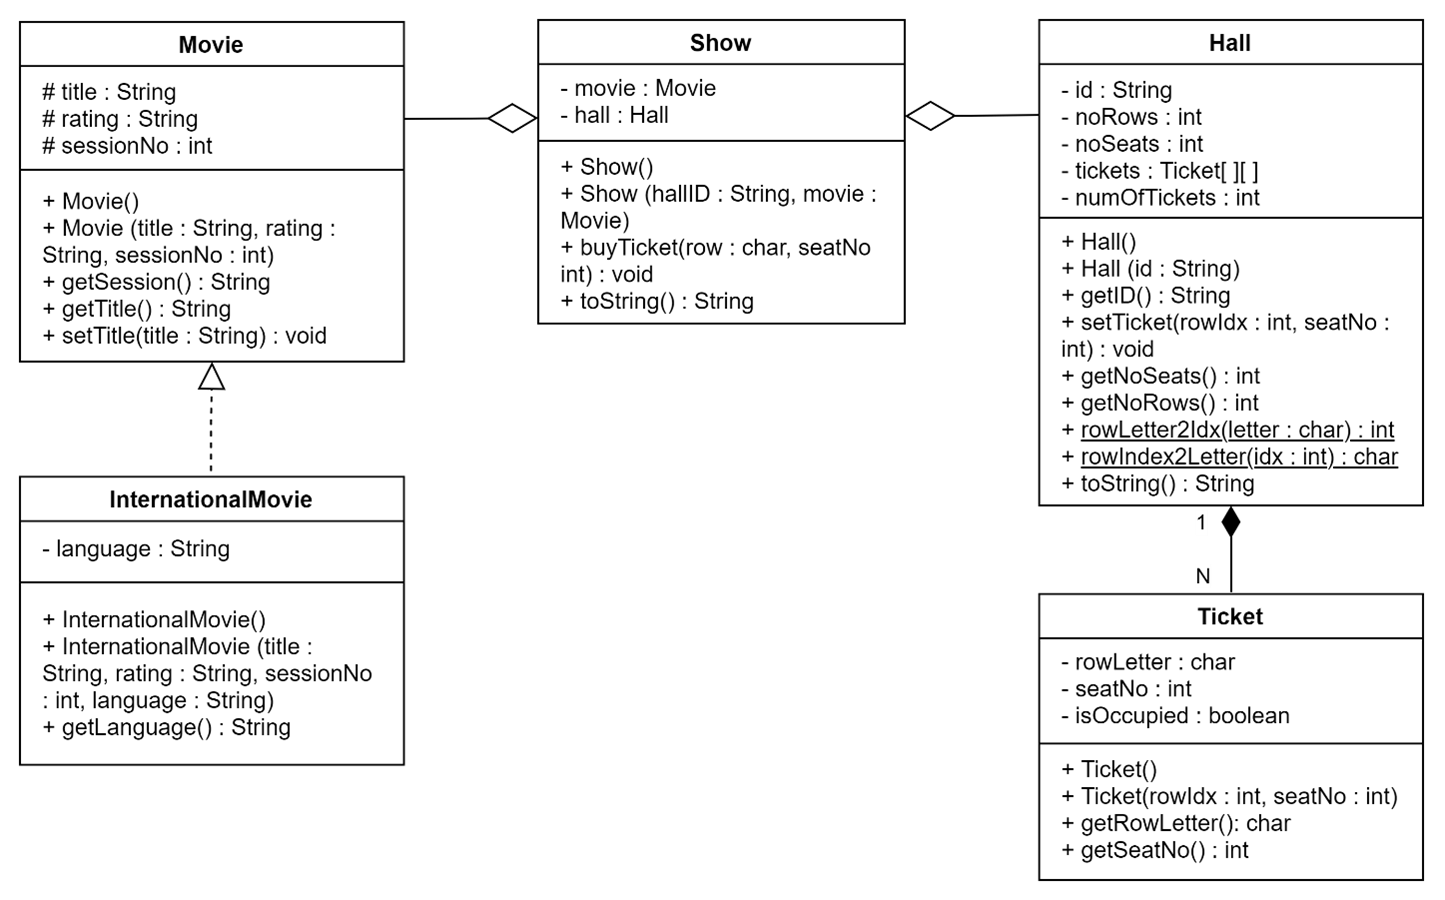 Movie
# title : String
# rating : String
# sessionNo : int
+ Movie()
+ Movie (title : String, rating :
String, sessionNo : int)
+ getSession() : String
+ getTitle() : String
+ setTitle(title : String) : void
InternationalMovie
- language : String
+ InternationalMovie()
+ InternationalMovie (title :
String, rating : String, sessionNo
: int, language : String)
+ getLanguage() : String
Show
- movie : Movie
- hall : Hall
+ Show()
+ Show (hallID : String, movie :
Movie)
+ buyTicket(row : char, seatNo
int) : void
+ toString() : String
Hall
- id : String
- noRows : int
- noSeats : int
- tickets : Ticket[ ][ ]
- numOfTickets : int
+ Hall()
+ Hall (id : String)
+ getID() : String
+ setTicket(rowIdx : int, seatNo :
int) : void
+ getNoSeats() : int
+ getNoRows() : int
+ rowLetter2Idx(letter : char) : int
+ rowIndex2Letter(idx : int) : char
+ toString() : String
1
N
Ticket
- rowLetter : char
- seatNo : int
- isOccupied : boolean
+ Ticket()
+ Ticket(rowIdx : int, seatNo : int)
+ getRowLetter(): char
+ getSeatNo() : int